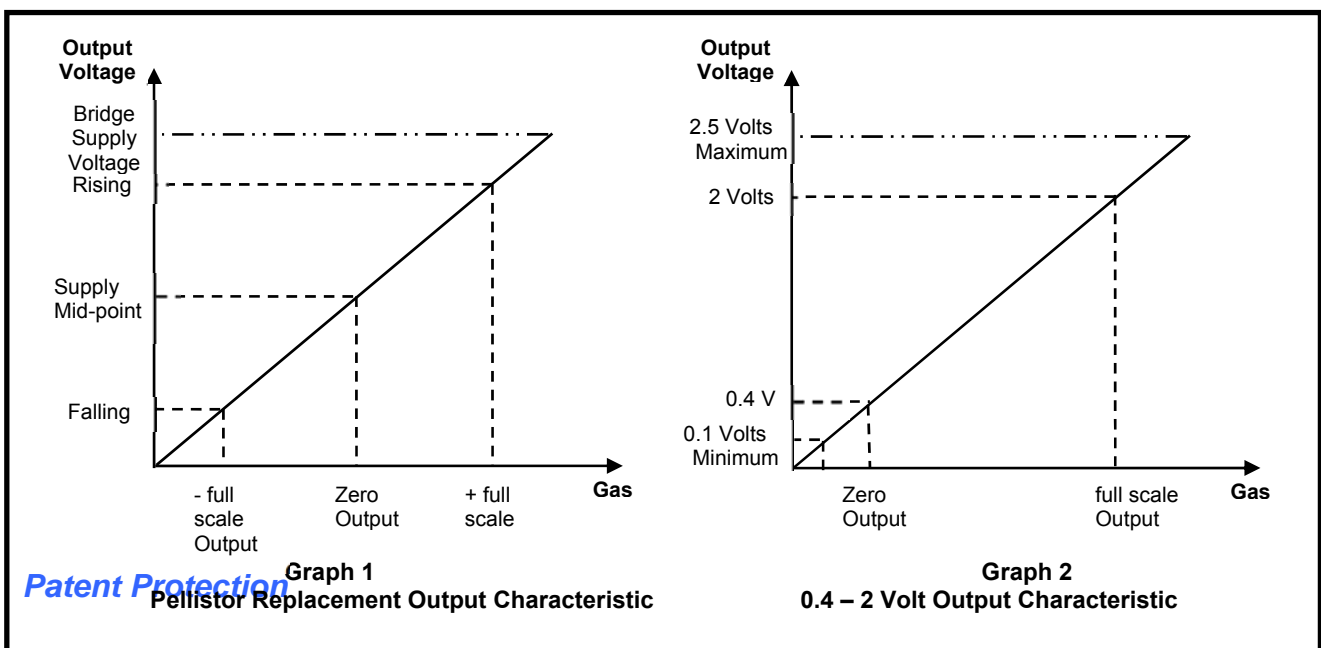 Output
Voltage
Bridge
Supply
Voltage
Rising
Supply
Mid-point
Falling
- full
scale
Output
Zero
Output
+ full
scale
Gas
Graph 1
Pellistor Replacement Output Characteristic
Output
Voltage
2.5 Volts
Maximum
2 Volts
0.4 V
0.1 Volts
Minimum
Zero
Output
full scale
Output
Gas
Graph 2
0.4 – 2 Volt Output Characteristic
Patent Protection